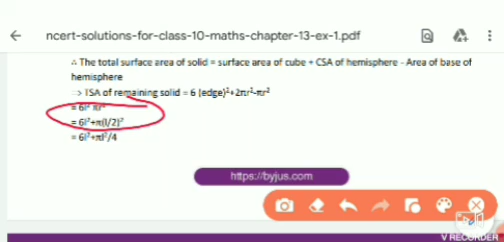 ncert-solutions-for-class-10-maths-chapter-13-ex-1.pdf
∴ The total surface area of solid = surface area of cube + CSA of hemisphere - Area of base of
hemisphere
=> TSA of remaining solid = 6 (edge)²+2πr²-πr²
= 6l² πr²
= 6l²+π(l/2)²
= 6l²+πl²/4
https://byjus.com
V RECORDER